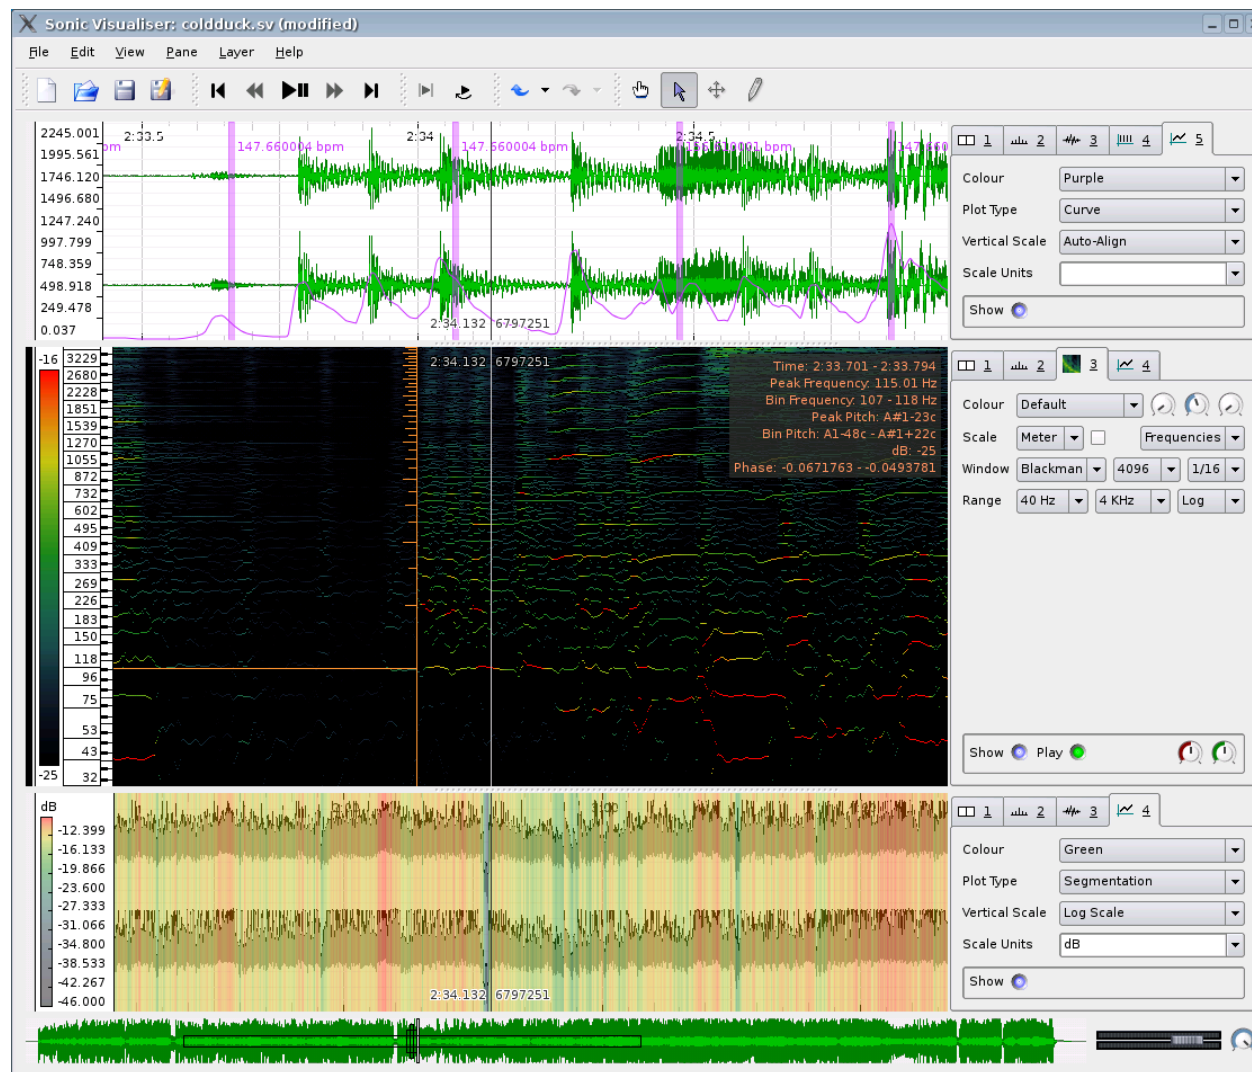 Sonic Visualiser: coldduck.sv (modified)
File Edit View Pane Layer Help
2245.001
1995.561
1746.120
1496.680
1247.240
997.799
748.359
498.918
249.478
0.037
2:33.5 2:34 2:34.5
pm 147.660004 bpm 147.560004 bpm bpm 147.660
2:34.132 6797251
1 2 3 4 5
Colour Purple
Plot Type Curve
Vertical Scale Auto-Align
Scale Units
Show
-16
-25
3229
2680
2228
1851
1539
1270
1055
872
732
602
495
409
333
269
226
183
150
118
96
75
53
43
32
2:34.132 6797251
Time: 2:33.701 - 2:33.794
Peak Frequency: 115.01 Hz
Bin Frequency: 107 - 118 Hz
Peak Pitch: A#1-23c
Bin Pitch: A1-48c - A#1+22c
dB: -25
Phase: -0.0671763 - -0.0493781
1 2 3 4
Colour Default
Scale Meter Frequencies
Window Blackman 4096 1/16
Range 40 Hz 4 KHz Log
Show Play
dB
-12.399
-16.133
-19.866
-23.600
-27.333
-31.066
-34.800
-38.533
-42.267
-46.000
2:34.132 6797251
1 2 3 4
Colour Green
Plot Type Segmentation
Vertical Scale Log Scale
Scale Units dB
Show